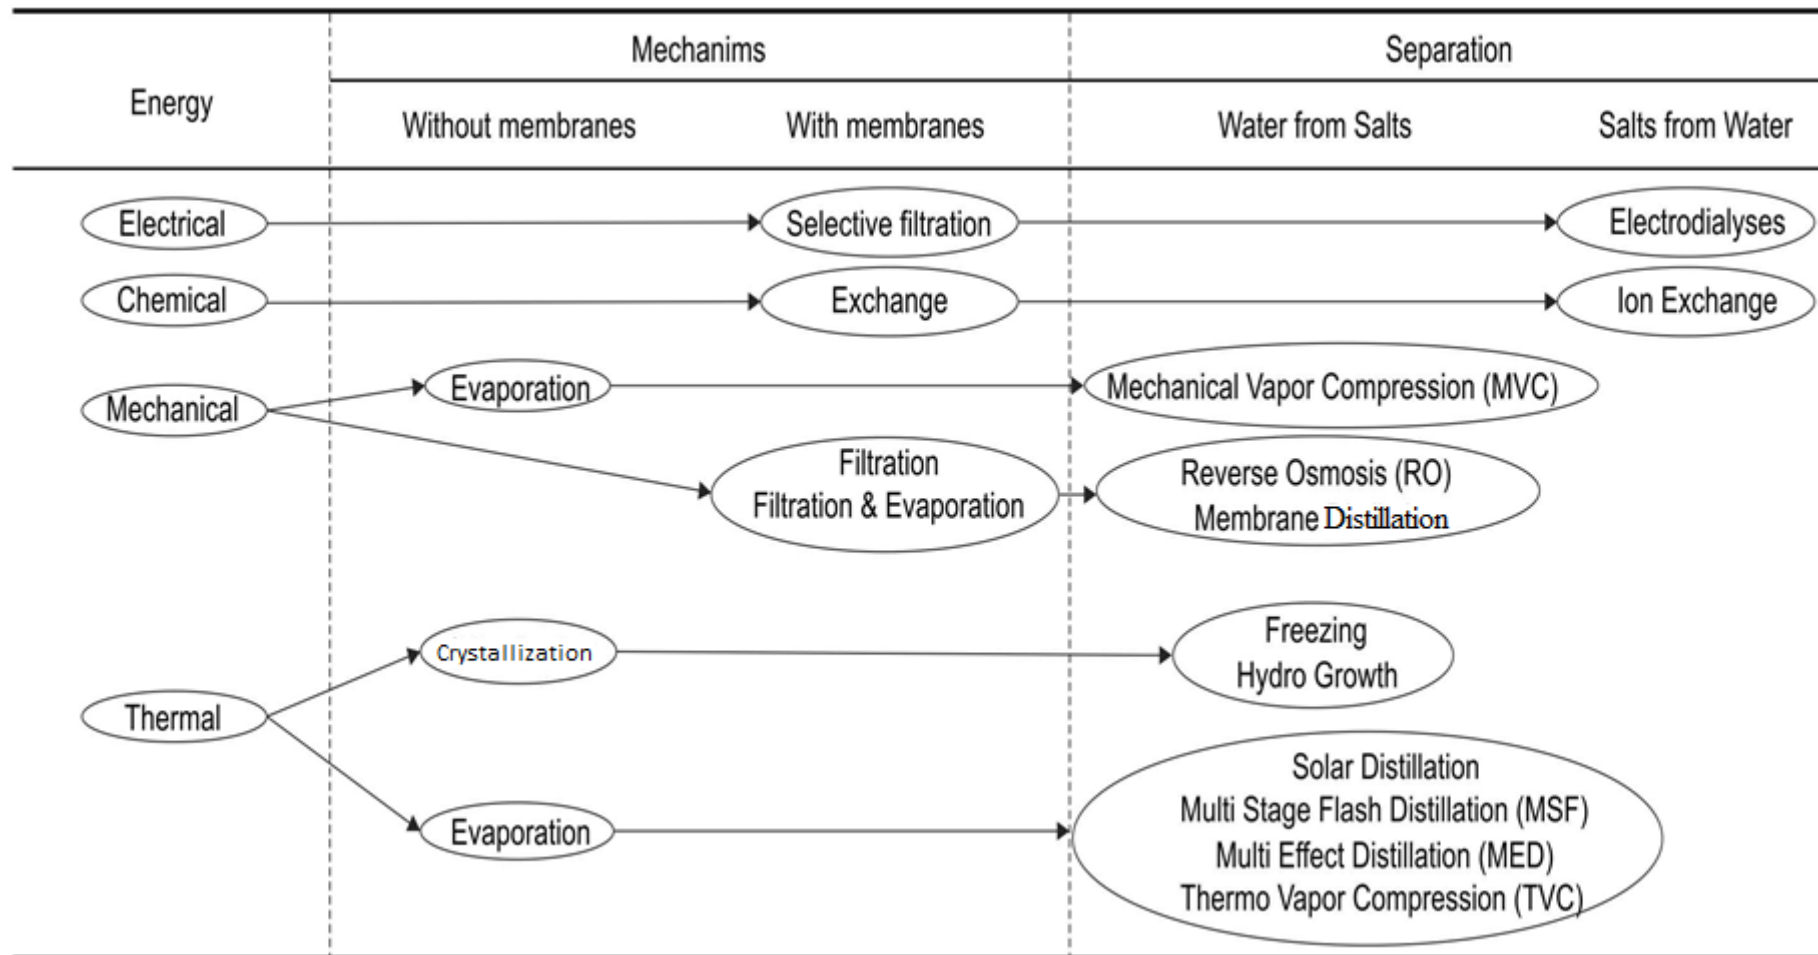 Mechanims Separation
Energy
Without membranes With membranes Water from Salts Salts from Water
Electrical Selective filtration Electrodialyses
Chemical Exchange Ion Exchange
Evaporation Mechanical Vapor Compression (MVC)
Mechanical
Filtration Reverse Osmosis (RO)
Filtration & Evaporation Membrane Distillation
Crystallization Freezing
Hydro Growth
Thermal
Solar Distillation
Multi Stage Flash Distillation (MSF)
Evaporation Multi Effect Distillation (MED)
Thermo Vapor Compression (TVC)